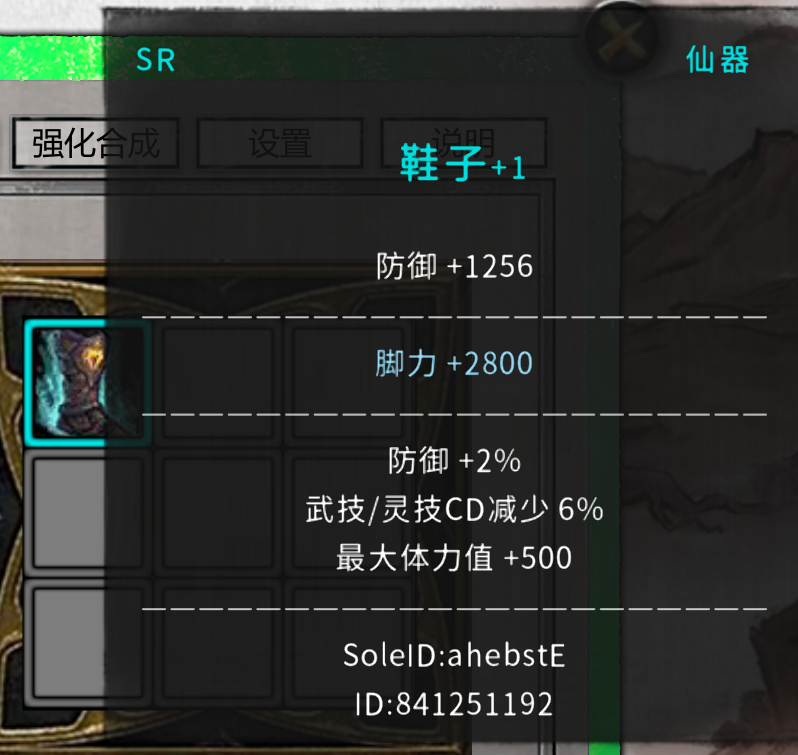 SR 仙器
强化合成 设置 说明
鞋子+1
防御 +1256
脚力 +2800
防御 +2%
武技/灵技CD减少 6%
最大体力值 +500
SoleID:ahebstE
ID:841251192